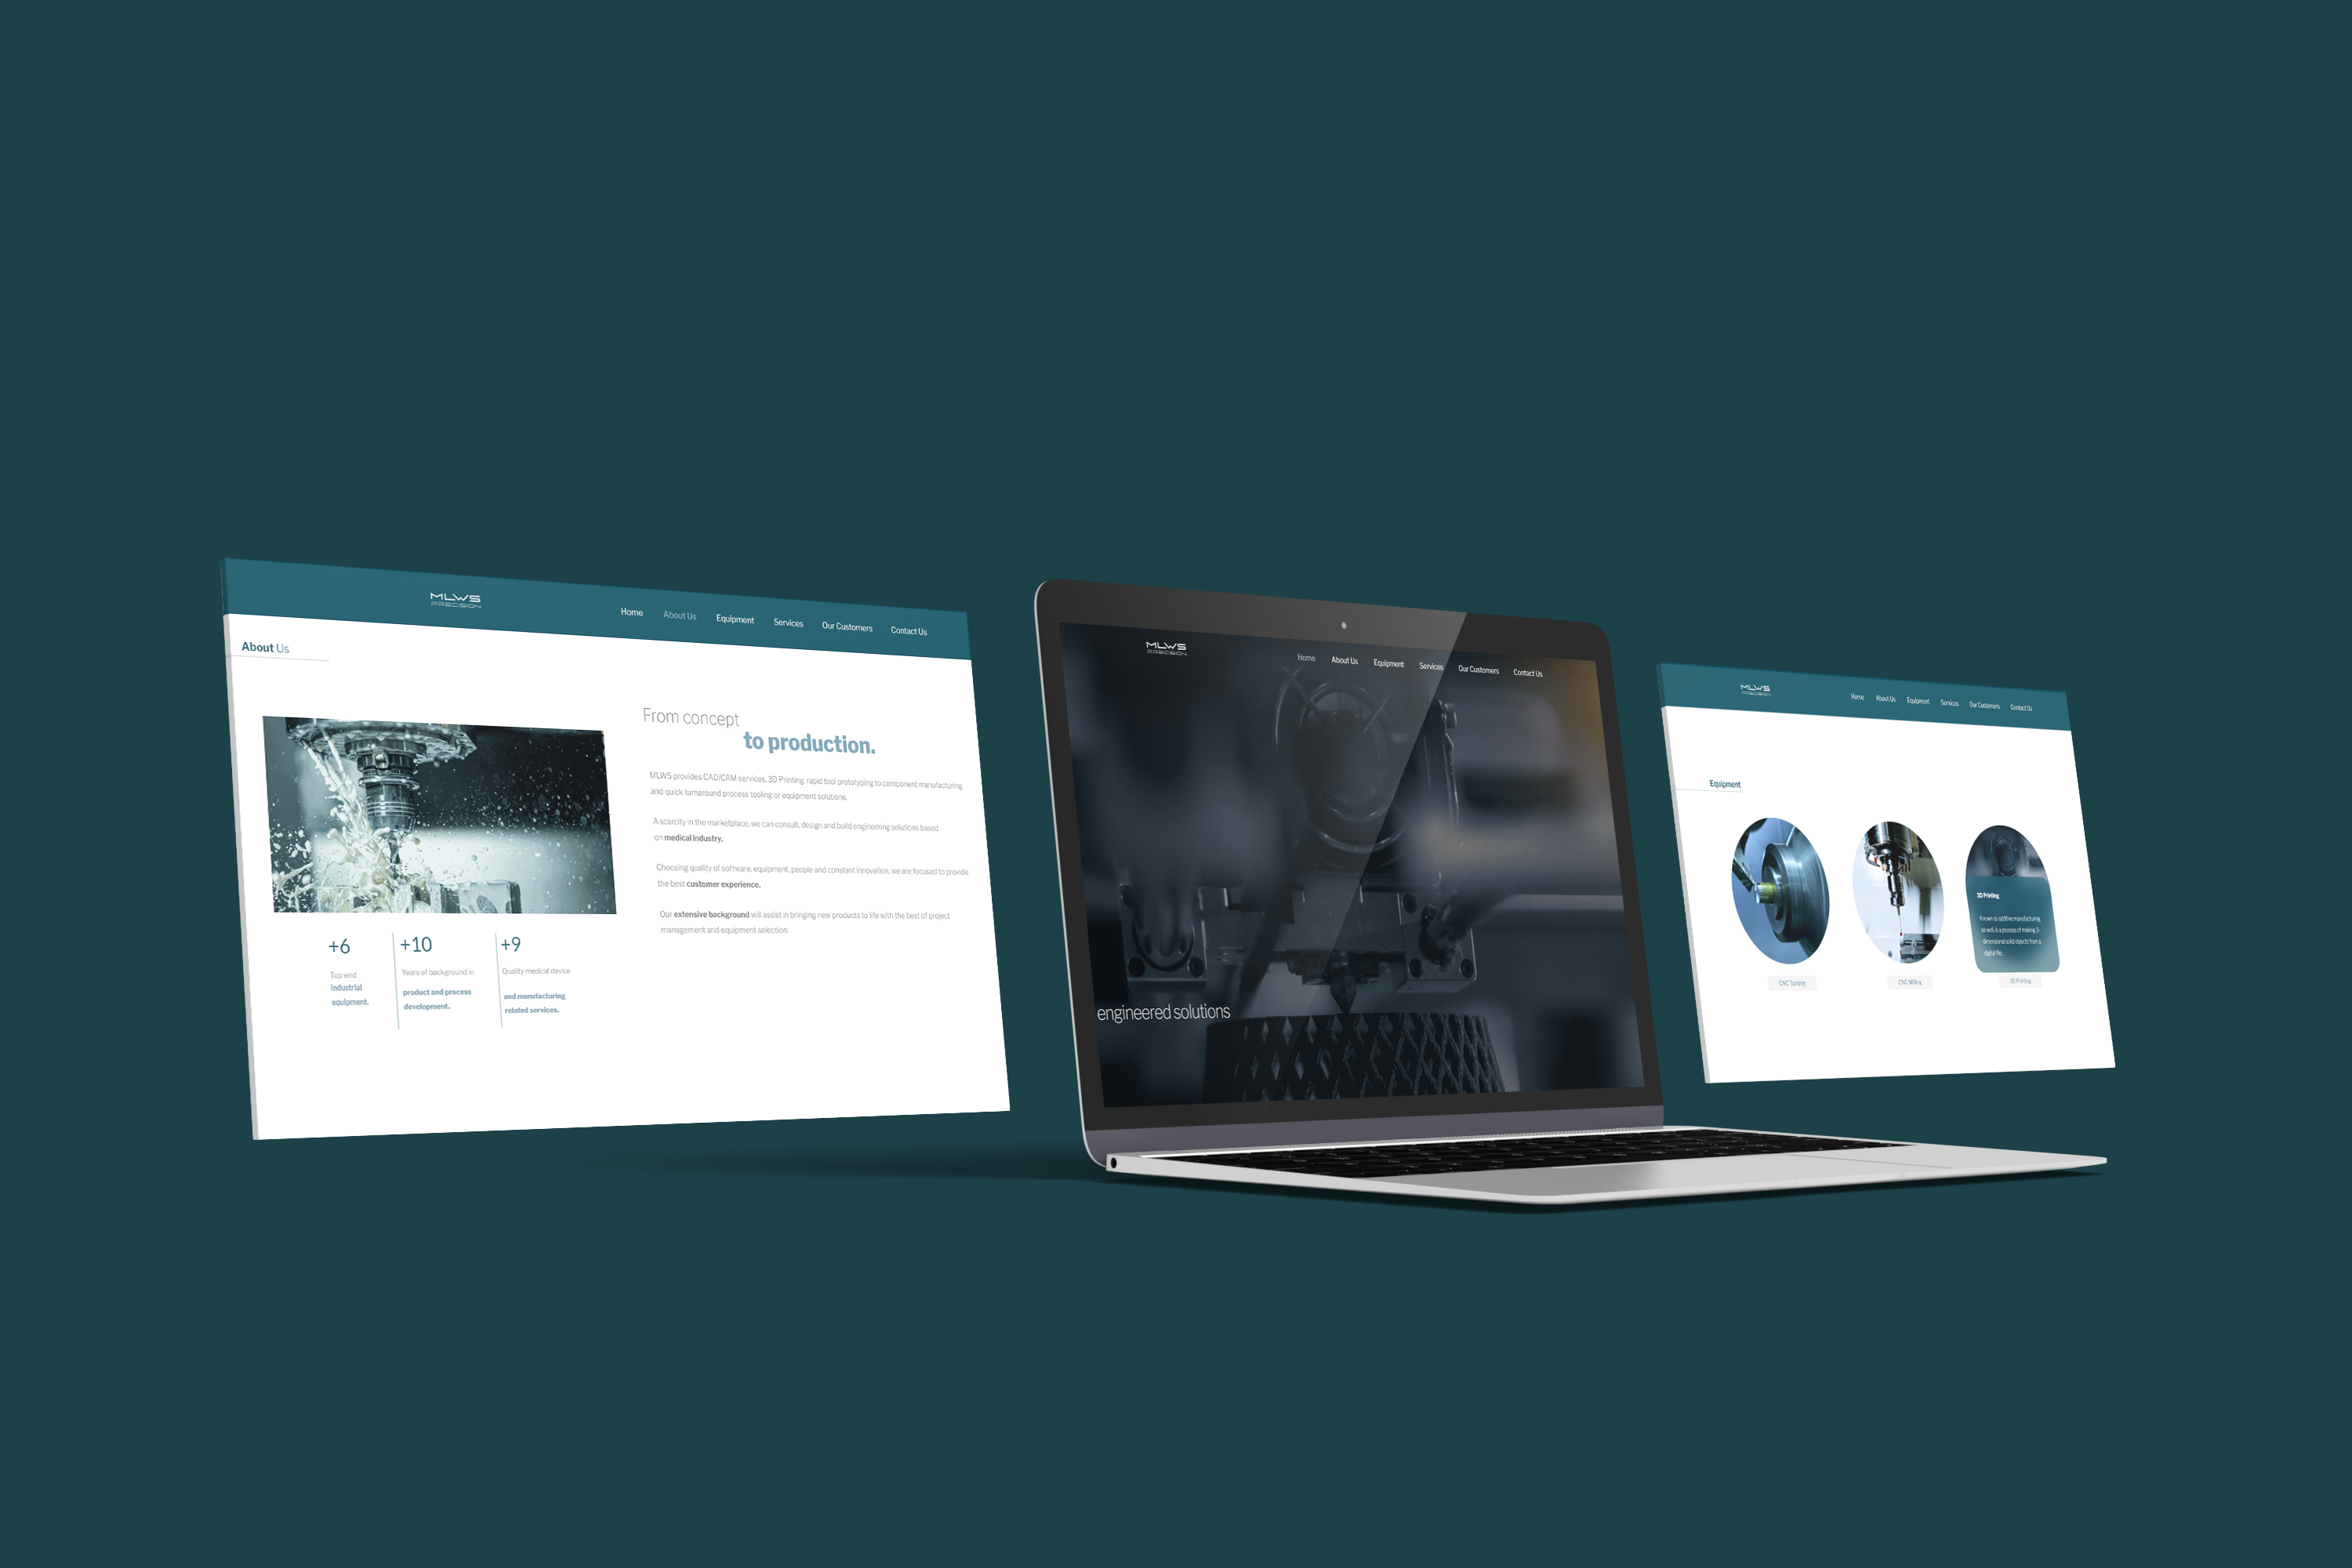 MLWS
PRECISION
Home About Us Equipment Services Our Customers Contact Us
About Us
From concept
to production.
MLWS provides CAD/CAM services, 3D Printing, rapid tool prototyping to component manufacturing
and quick turnaround process tooling or equipment solutions.
A scarcity in the marketplace, we can consult, design and build engineering solutions based
on medical industry.
Choosing quality of software, equipment, people and constant innovation, we are focused to provide
the best customer experience.
Our extensive background will assist in bringing new products to life with the best of project
management and equipment selection.
+6
Top end
industrial
equipment.
+10
Years of background in
product and process
development.
+9
Quality medical device
and manufacturing
related services.
MLWS
PRECISION
Home About Us Equipment Services Our Customers Contact Us
engineered solutions
MLWS
PRECISION
Home About Us Equipment Services Our Customers Contact Us
Equipment
3D Printing
Known as additive manufacturing
as well, is a process of making 3-
dimensional solid objects from a
digital file.
CNC Turning
CNC Milling
3D Printing